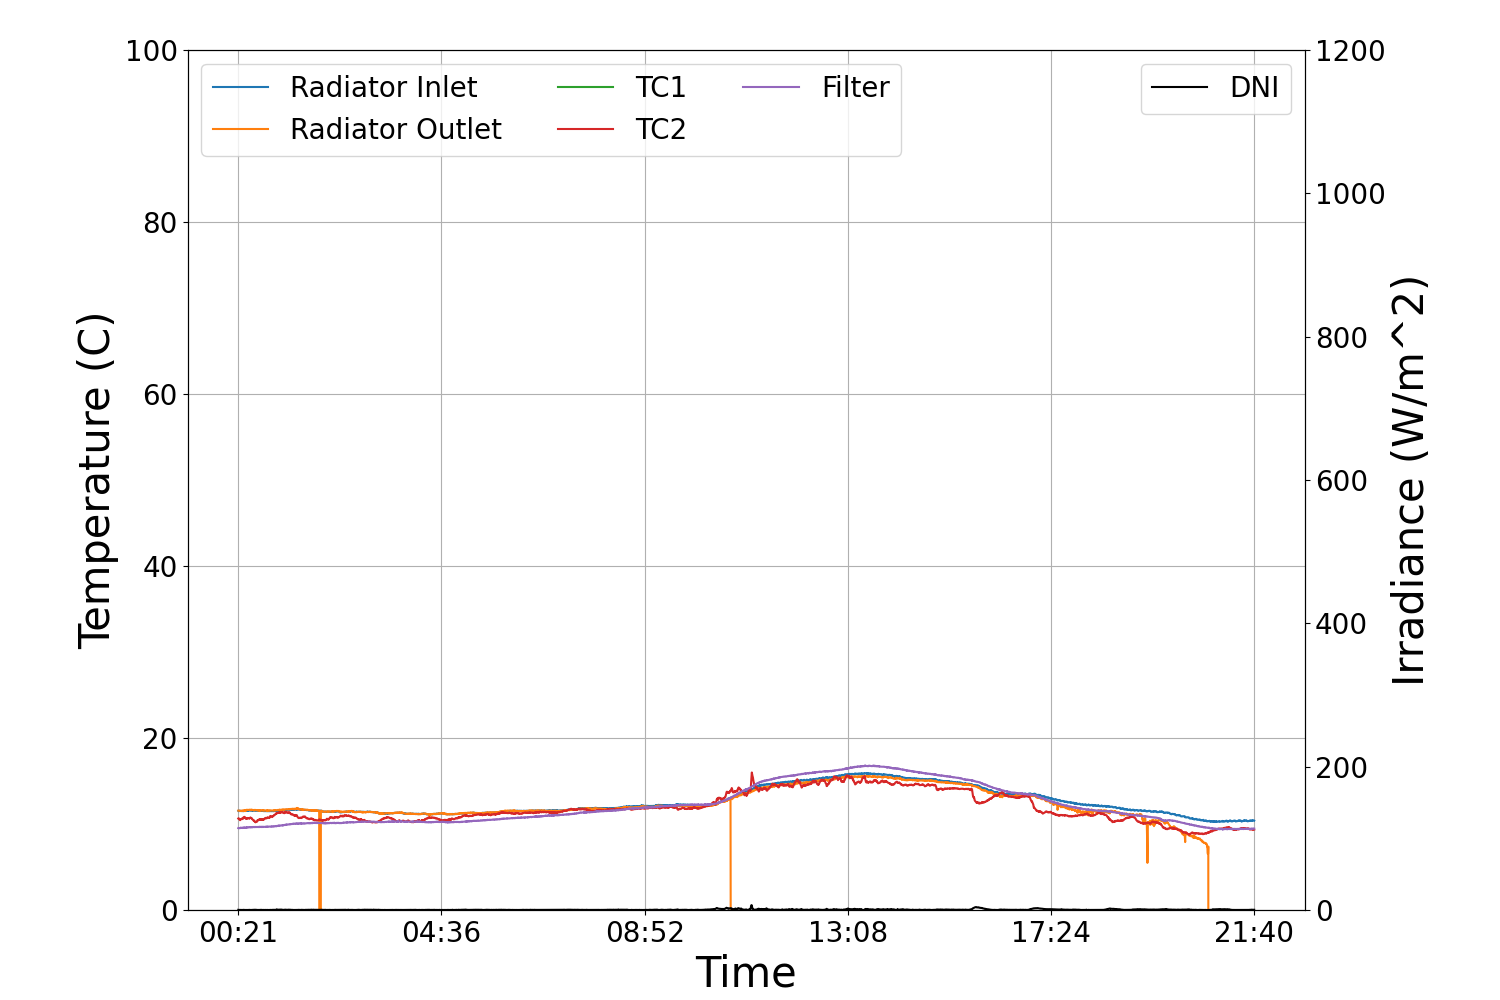 Radiator Inlet
Radiator Outlet
TC1
TC2
Filter
DNI
Temperature (C)
100
80
60
40
20
0
Irradiance (W/m^2)
1200
1000
800
600
400
200
0
00:21 04:36 08:52 13:08 17:24 21:40
Time